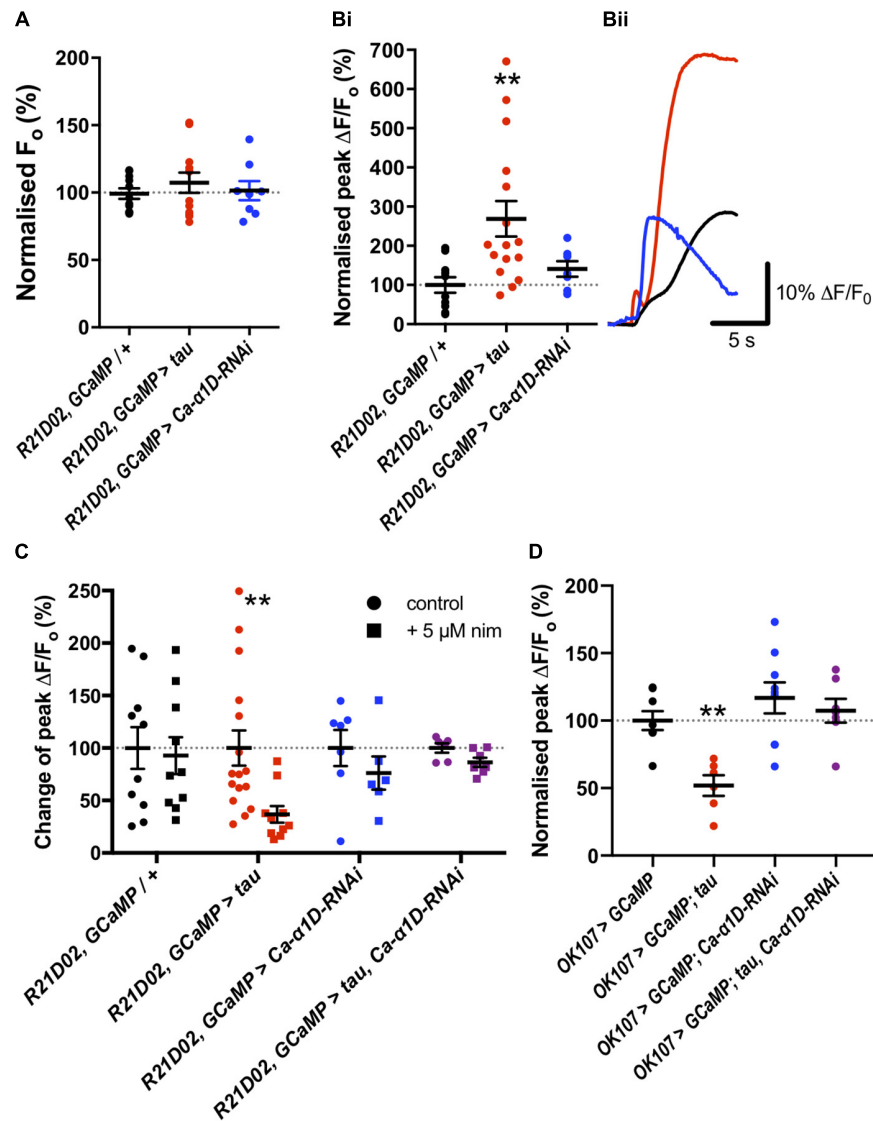 A
Normalised Fo (%)
200
150
100
50
0
R21D02, GCaMP / +
R21D02, GCaMP > tau
R21D02, GCaMP > Ca-α1D-RNAi
Bi
Normalised peak ΔF/Fo (%)
700
600
500
400
300
200
100
0
**
R21D02, GCaMP / +
R21D02, GCaMP > tau
R21D02, GCaMP > Ca-α1D-RNAi
Bii
10% ΔF/F0
5 s
C
Change of peak ΔF/Fo (%)
250
200
150
100
50
0
**
control
+ 5 µM nim
R21D02, GCaMP / +
R21D02, GCaMP > tau
R21D02, GCaMP > Ca-α1D-RNAi
R21D02, GCaMP > tau, Ca-α1D-RNAi
D
Normalised peak ΔF/Fo (%)
200
150
100
50
0
**
OK107 > GCaMP
OK107 > GCaMP; tau
OK107 > GCaMP; Ca-α1D-RNAi
OK107 > GCaMP; tau, Ca-α1D-RNAi